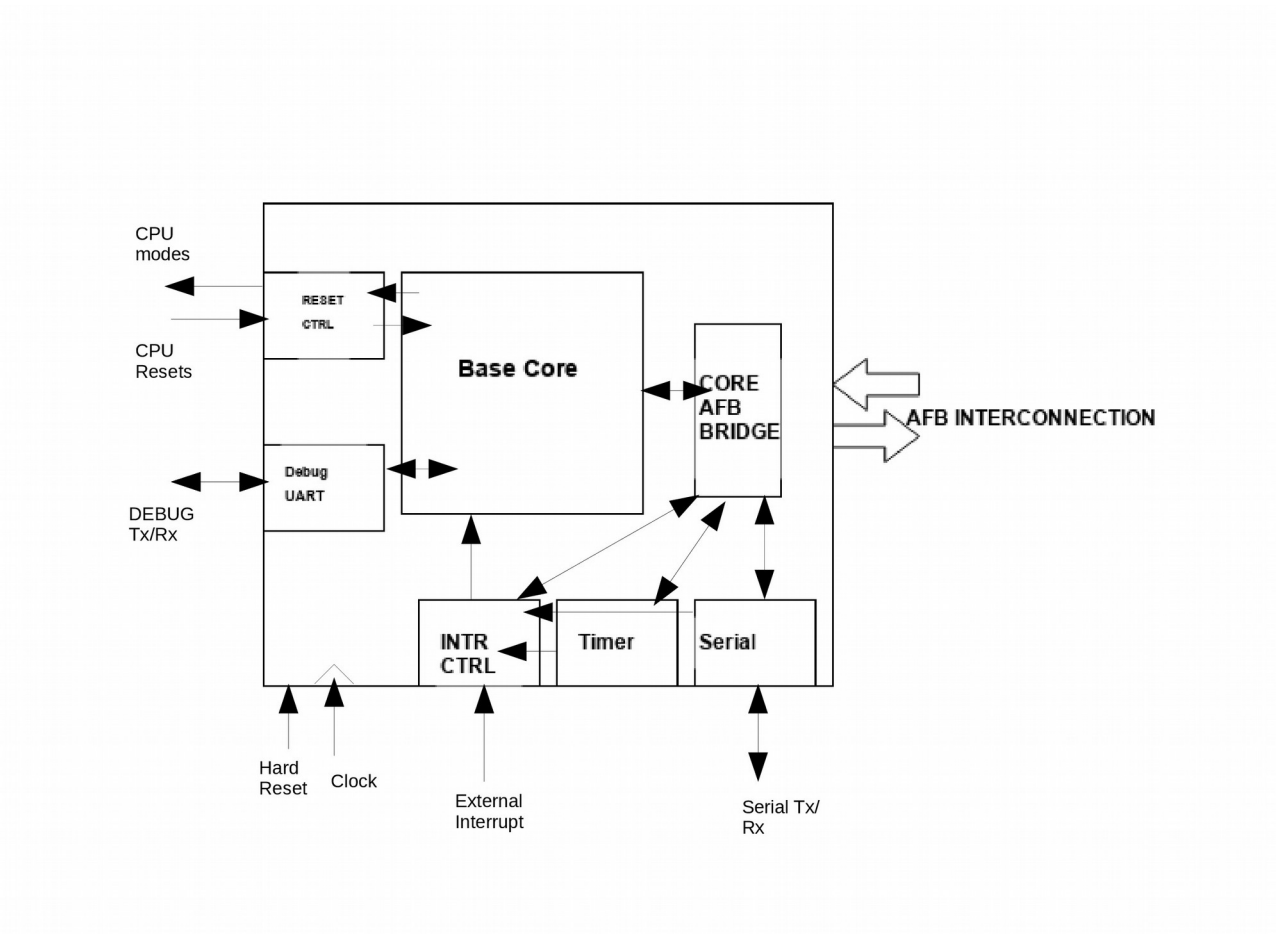 CPU
modes
RESET
CTRL
CPU
Resets
Base Core
CORE
AFB
BRIDGE
AFB INTERCONNECTION
Debug
UART
DEBUG
Tx/Rx
INTR
CTRL
Timer
Serial
Hard
Reset
Clock
External
Interrupt
Serial Tx/
Rx